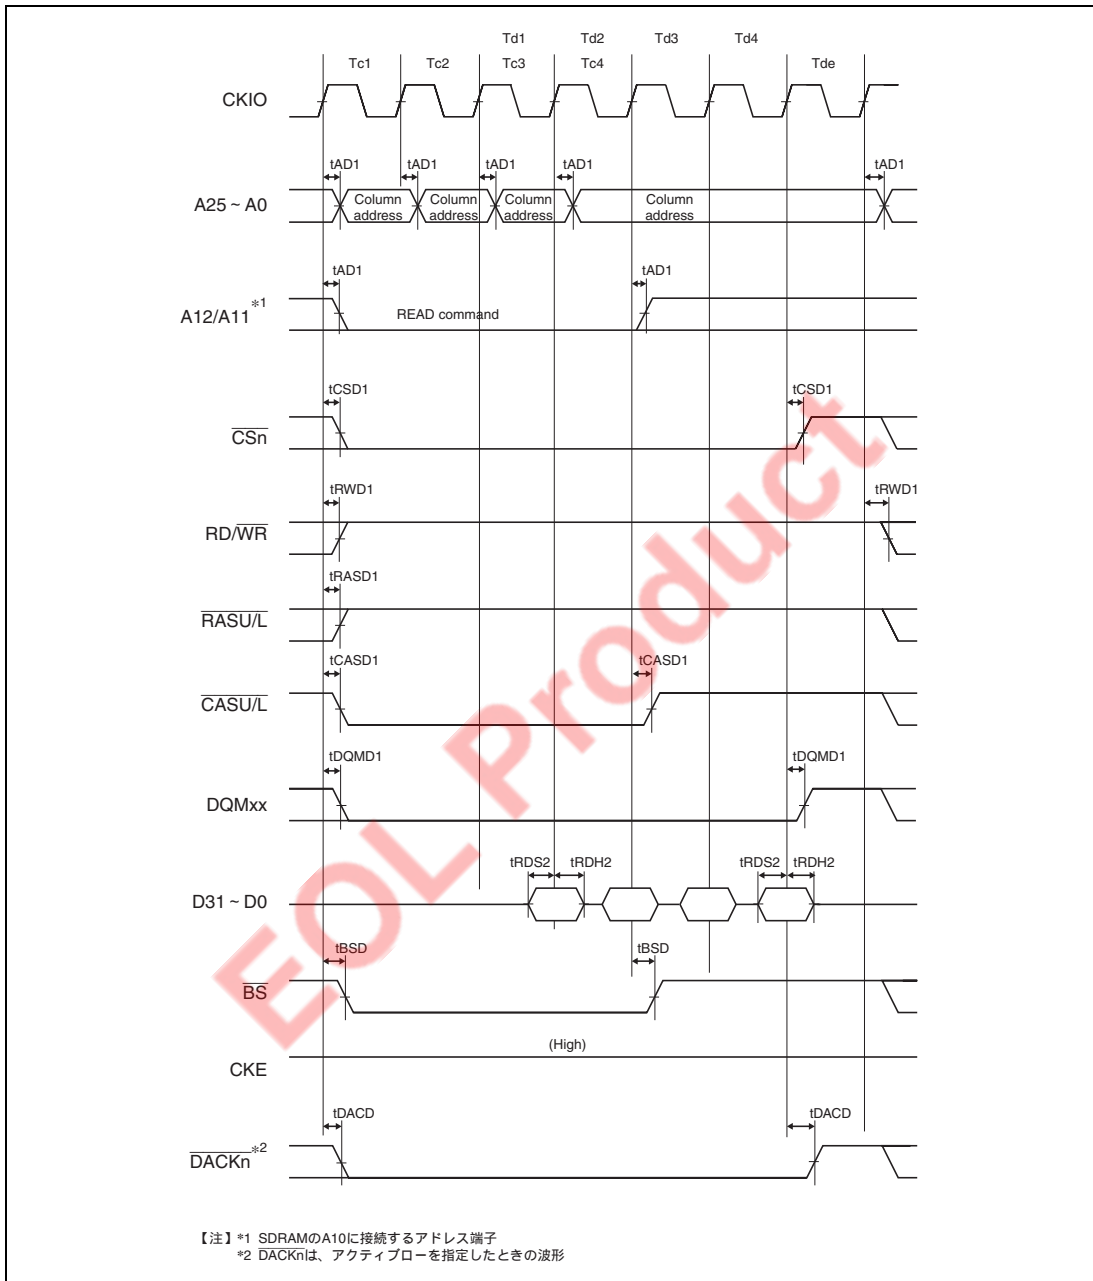 Td1 Td2 Td3 Td4
Tc1 Tc2 Tc3 Tc4 Tde
CKIO
tAD1 tAD1 tAD1 tAD1 tAD1
A25 ~ A0
Column address Column address Column address Column address
tAD1 tAD1
A12/A11*1
READ command
tCSD1 tCSD1
CSn
tRWD1 tRWD1
RD/WR
tRASD1
RASU/L
tCASD1 tCASD1
CASU/L
tDQMD1 tDQMD1
DQMxx
tRDS2 tRDH2 tRDS2 tRDH2
D31 ~ D0
tBSD tBSD
BS
(High)
CKE
tDACD tDACD
DACKn*2
EOL Product
【注】*1 SDRAMのA10に接続するアドレス端子
*2 DACKnは、アクティブローを指定したときの波形